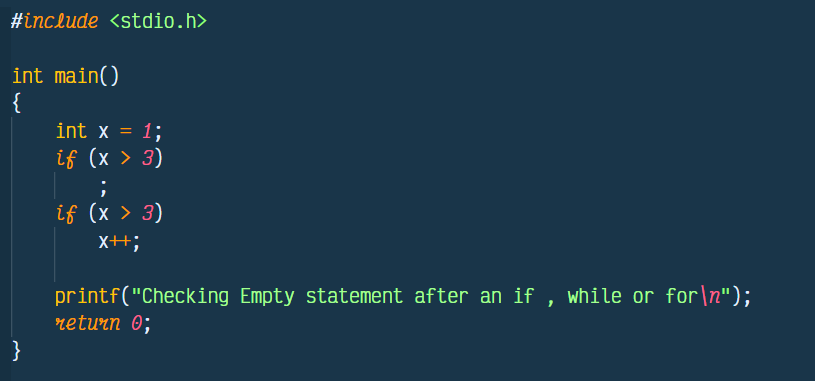 #include <stdio.h>
int main()
{
int x = 1;
if (x > 3)
;
if (x > 3)
x++;
printf("Checking Empty statement after an if , while or for\n");
return 0;
}